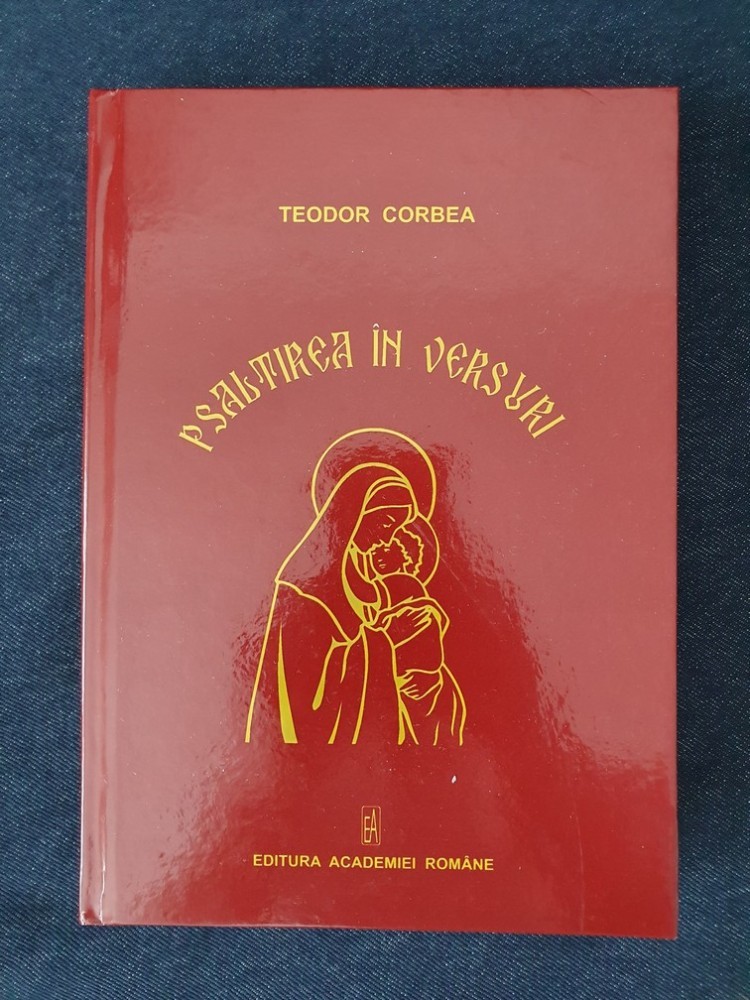 TEODOR CORBEA
PSALTIREA ÎN VERSURI
EA
EDITURA ACADEMIEI ROMÂNE